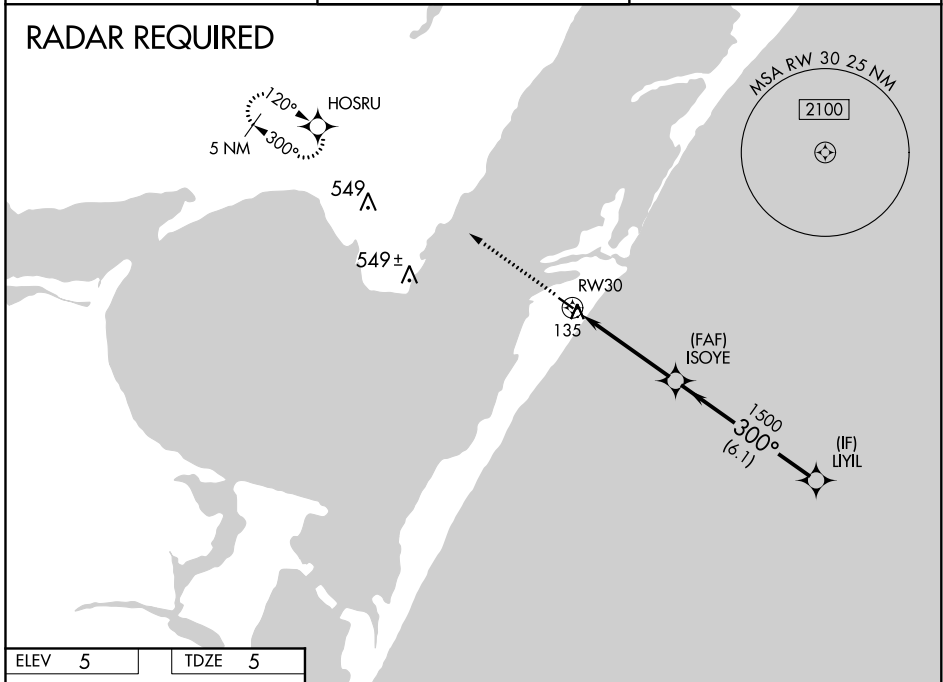 RADAR REQUIRED
MSA RW 30 25 NM
2100
120°
HOSRU
300°
5 NM
549
549±
RW30
135
(FAF)
ISOYE
1500
300°
(6.1)
(IF)
LIYIL
ELEV 5
TDZE 5